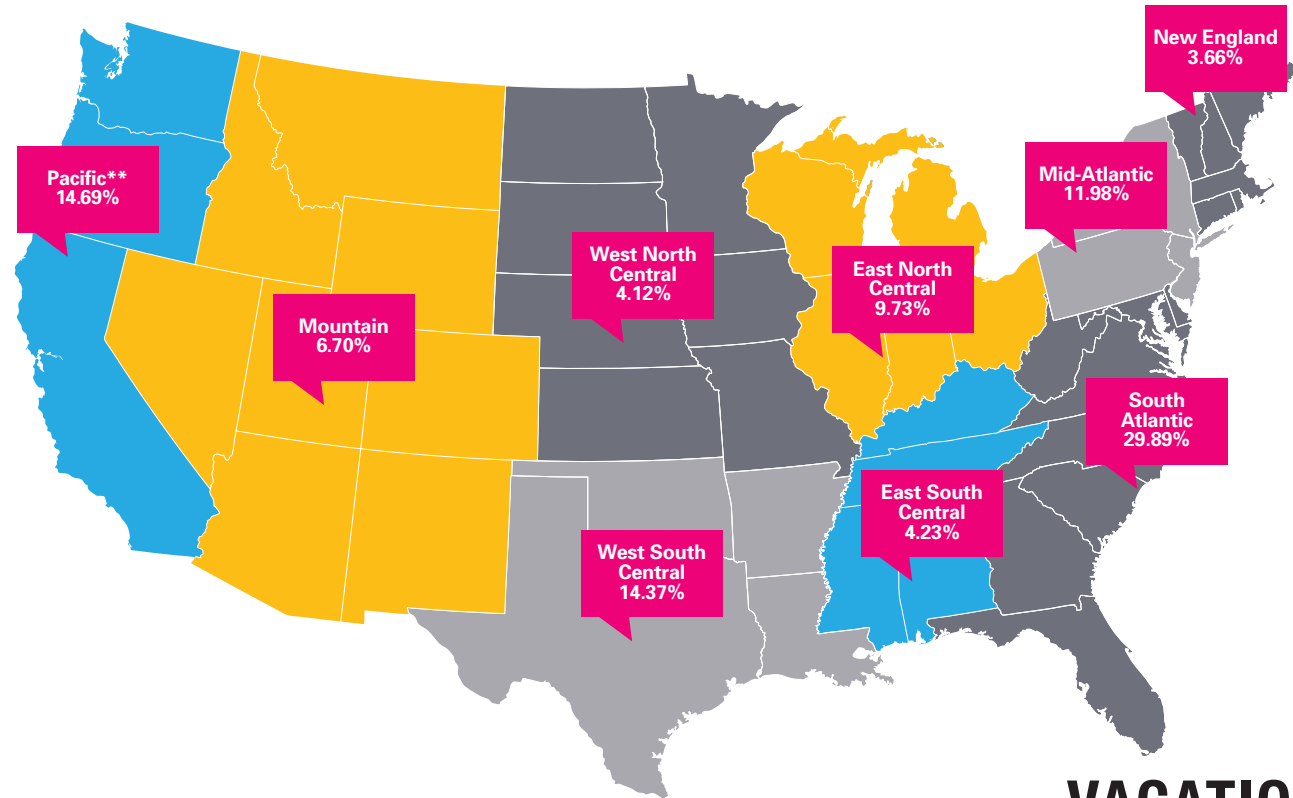 New England
3.66%
Mid-Atlantic
11.98%
Pacific**
14.69%
West North
Central
4.12%
East North
Central
9.73%
Mountain
6.70%
South
Atlantic
29.89%
East South
Central
4.23%
West South
Central
14.37%